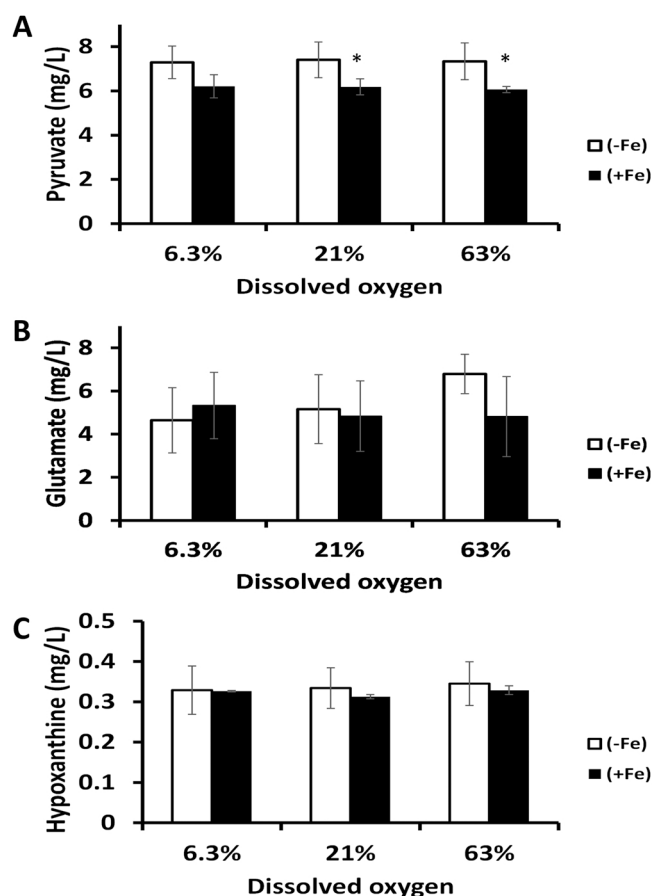 A
Pyruvate (mg/L)
8
6
4
2
0
*
*
(-Fe)
(+Fe)
6.3% 21% 63%
Dissolved oxygen
B
Glutamate (mg/L)
8
6
4
2
0
(-Fe)
(+Fe)
6.3% 21% 63%
Dissolved oxygen
C
Hypoxanthine (mg/L)
0.5
0.4
0.3
0.2
0.1
0
(-Fe)
(+Fe)
6.3% 21% 63%
Dissolved oxygen